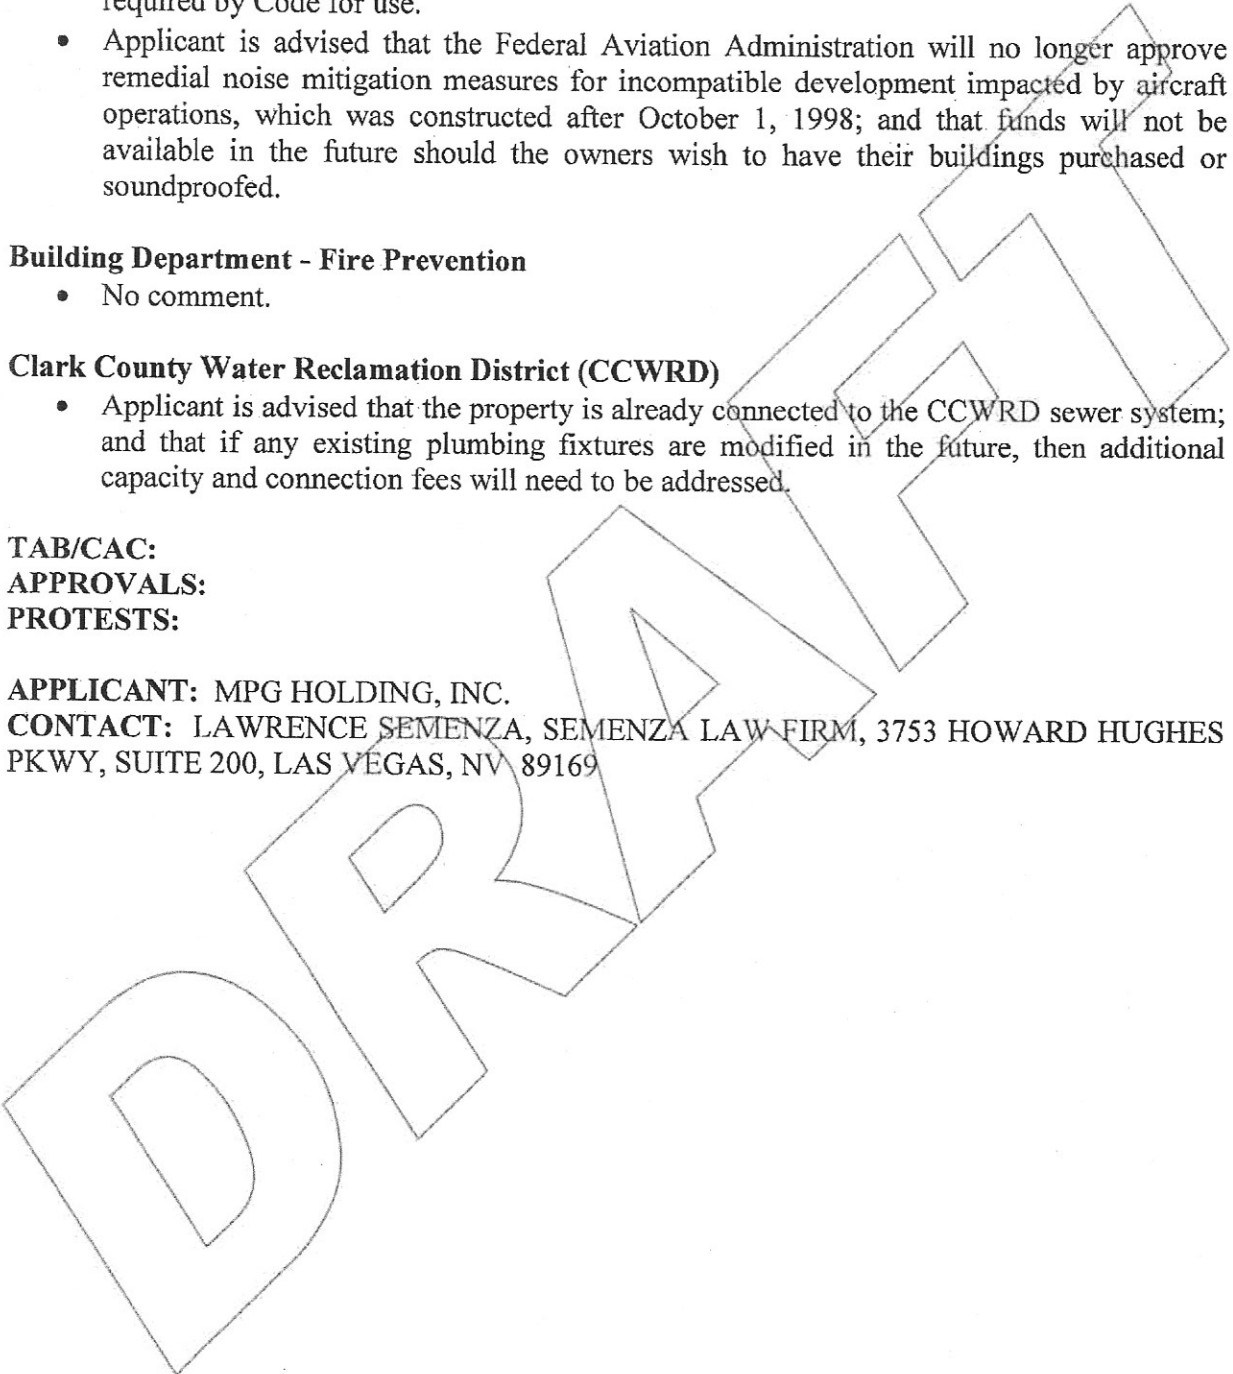 required by Code for use.
• Applicant is advised that the Federal Aviation Administration will no longer approve
remedial noise mitigation measures for incompatible development impacted by aircraft
operations, which was constructed after October 1, 1998; and that funds will not be
available in the future should the owners wish to have their buildings purchased or
soundproofed.
Building Department - Fire Prevention
• No comment.
Clark County Water Reclamation District (CCWRD)
• Applicant is advised that the property is already connected to the CCWRD sewer system;
and that if any existing plumbing fixtures are modified in the future, then additional
capacity and connection fees will need to be addressed.
TAB/CAC:
APPROVALS:
PROTESTS:
APPLICANT: MPG HOLDING, INC.
CONTACT: LAWRENCE SEMENZA, SEMENZA LAW FIRM, 3753 HOWARD HUGHES
PKWY, SUITE 200, LAS VEGAS, NV 89169
DRAFT